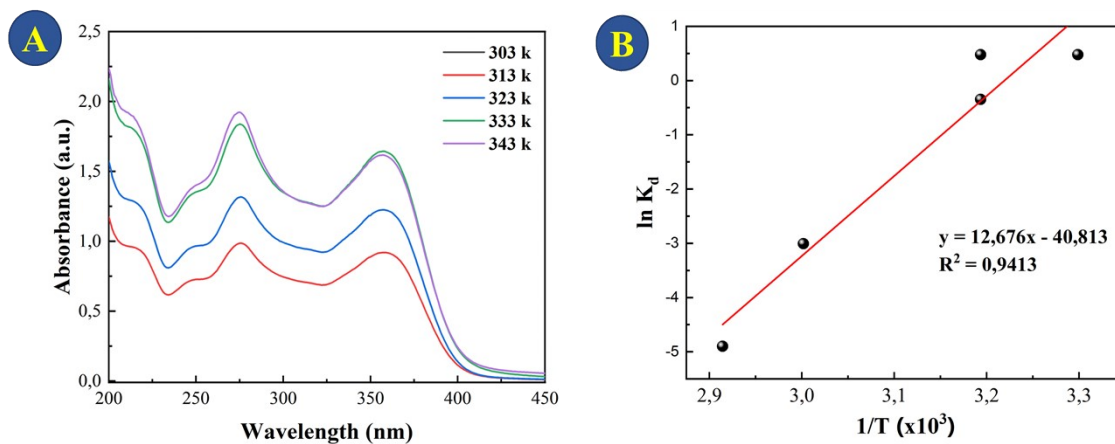 A
2,5
2,0
1,5
1,0
0,5
0,0
Absorbance (a.u.)
303 k
313 k
323 k
333 k
343 k
200 250 300 350 400 450
Wavelength (nm)
B
1
0
-1
-2
-3
-4
-5
ln Kd
y = 12,676x - 40,813
R² = 0,9413
2,9 3,0 3,1 3,2 3,3
1/T (x10³)